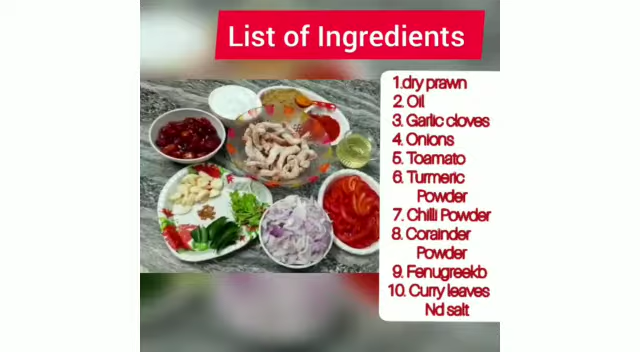 List of Ingredients
1.dry prawn
2. Oil
3. Garlic cloves
4. Onions
5. Toamato
6. Turmeric
Powder
7. Chilli Powder
8. Corainder
Powder
9. Fenugreekb
10. Curry leaves
Nd salt